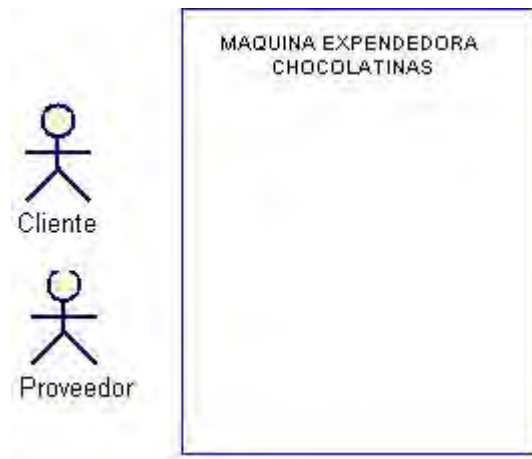 MAQUINA EXPENDEDORA
CHOCOLATINAS
Cliente
Proveedor